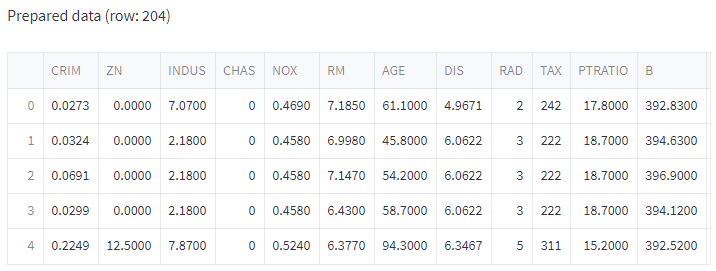 Prepared data (row: 204)
CRIM ZN INDUS CHAS NOX RM AGE DIS RAD TAX PTRATIO B
0 0.0273 0.0000 7.0700 0 0.4690 7.1850 61.1000 4.9671 2 242 17.8000 392.8300
1 0.0324 0.0000 2.1800 0 0.4580 6.9980 45.8000 6.0622 3 222 18.7000 394.6300
2 0.0691 0.0000 2.1800 0 0.4580 7.1470 54.2000 6.0622 3 222 18.7000 396.9000
3 0.0299 0.0000 2.1800 0 0.4580 6.4300 58.7000 6.0622 3 222 18.7000 394.1200
4 0.2249 12.5000 7.8700 0 0.5240 6.3770 94.3000 6.3467 5 311 15.2000 392.5200